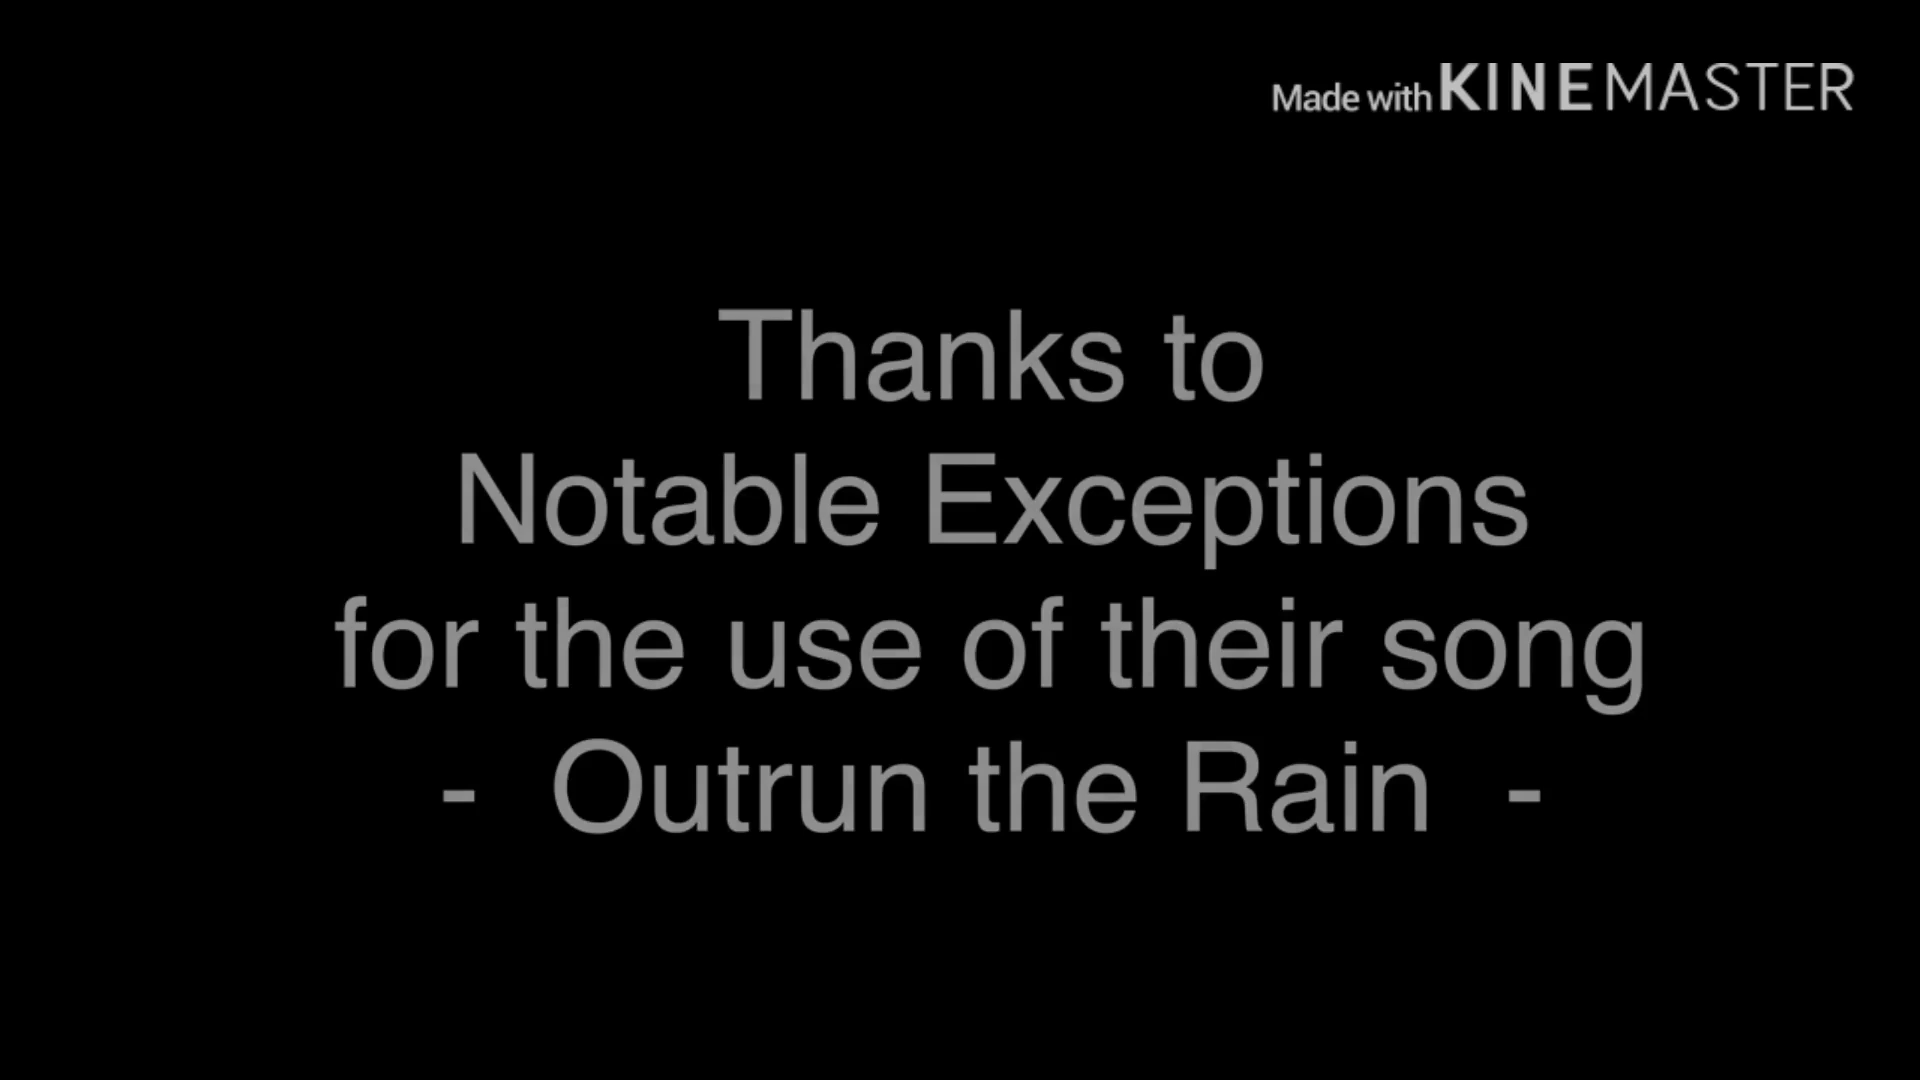 Made with KINEMASTER
Thanks to
Notable Exceptions
for the use of their song
- Outrun the Rain -